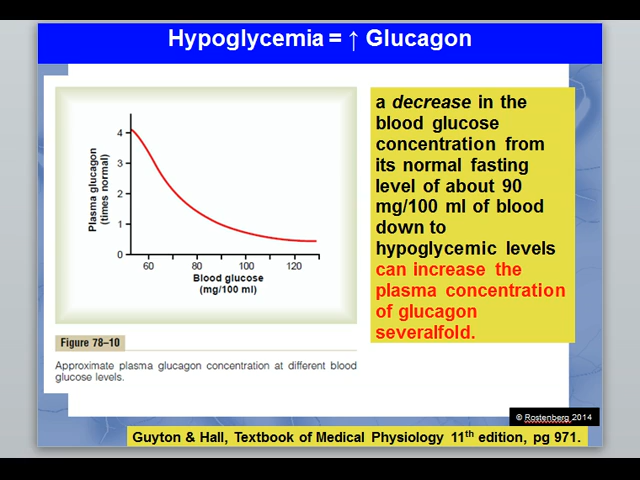 Hypoglycemia = ↑ Glucagon
a decrease in the
blood glucose
concentration from
its normal fasting
level of about 90
mg/100 ml of blood
down to
hypoglycemic levels
can increase the
plasma concentration
of glucagon
severalfold.
Plasma glucagon
(times normal)
4
3
2
1
0
60
80
100
120
Blood glucose
(mg/100 ml)
Figure 78–10
Approximate plasma glucagon concentration at different blood
glucose levels.
© Rostenberg 2014
Guyton & Hall, Textbook of Medical Physiology 11th edition, pg 971.